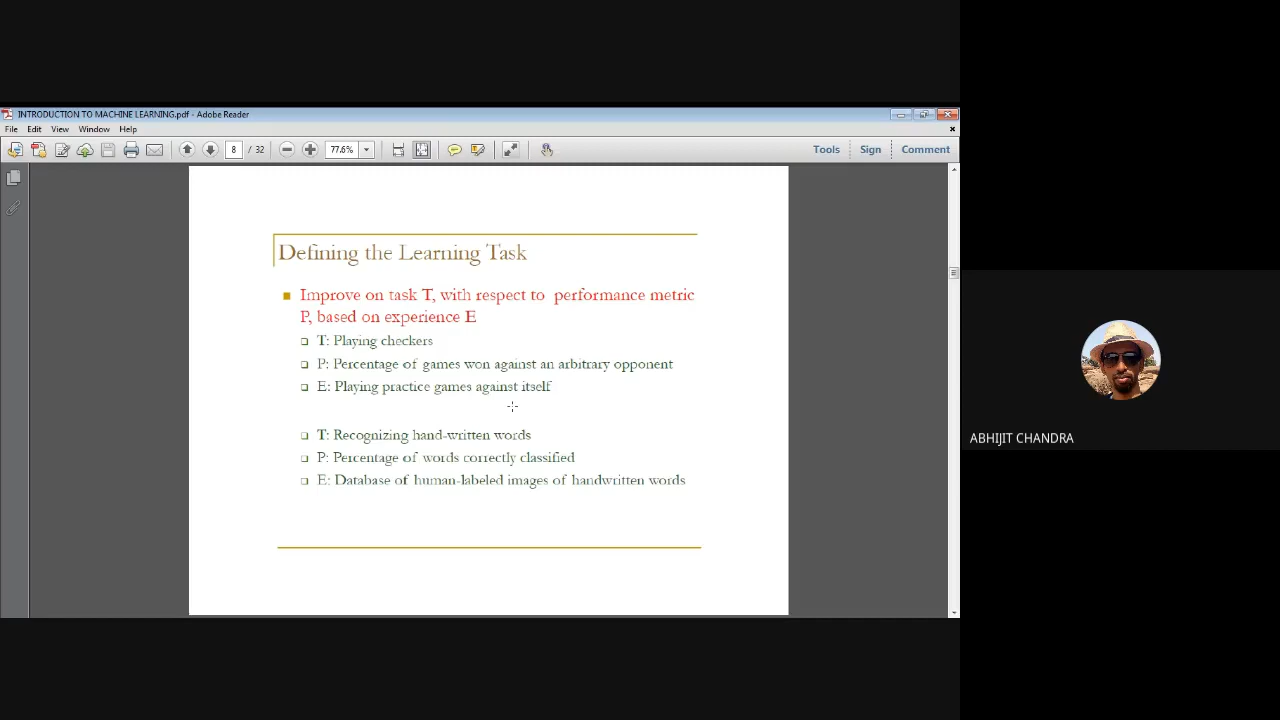 INTRODUCTION TO MACHINE LEARNING.pdf - Adobe Reader
File Edit View Window Help
8 / 32 77.6% Tools Sign Comment
Defining the Learning Task
Improve on task T, with respect to performance metric
P, based on experience E
T: Playing checkers
P: Percentage of games won against an arbitrary opponent
E: Playing practice games against itself
T: Recognizing hand-written words
P: Percentage of words correctly classified
E: Database of human-labeled images of handwritten words
ABHIJIT CHANDRA